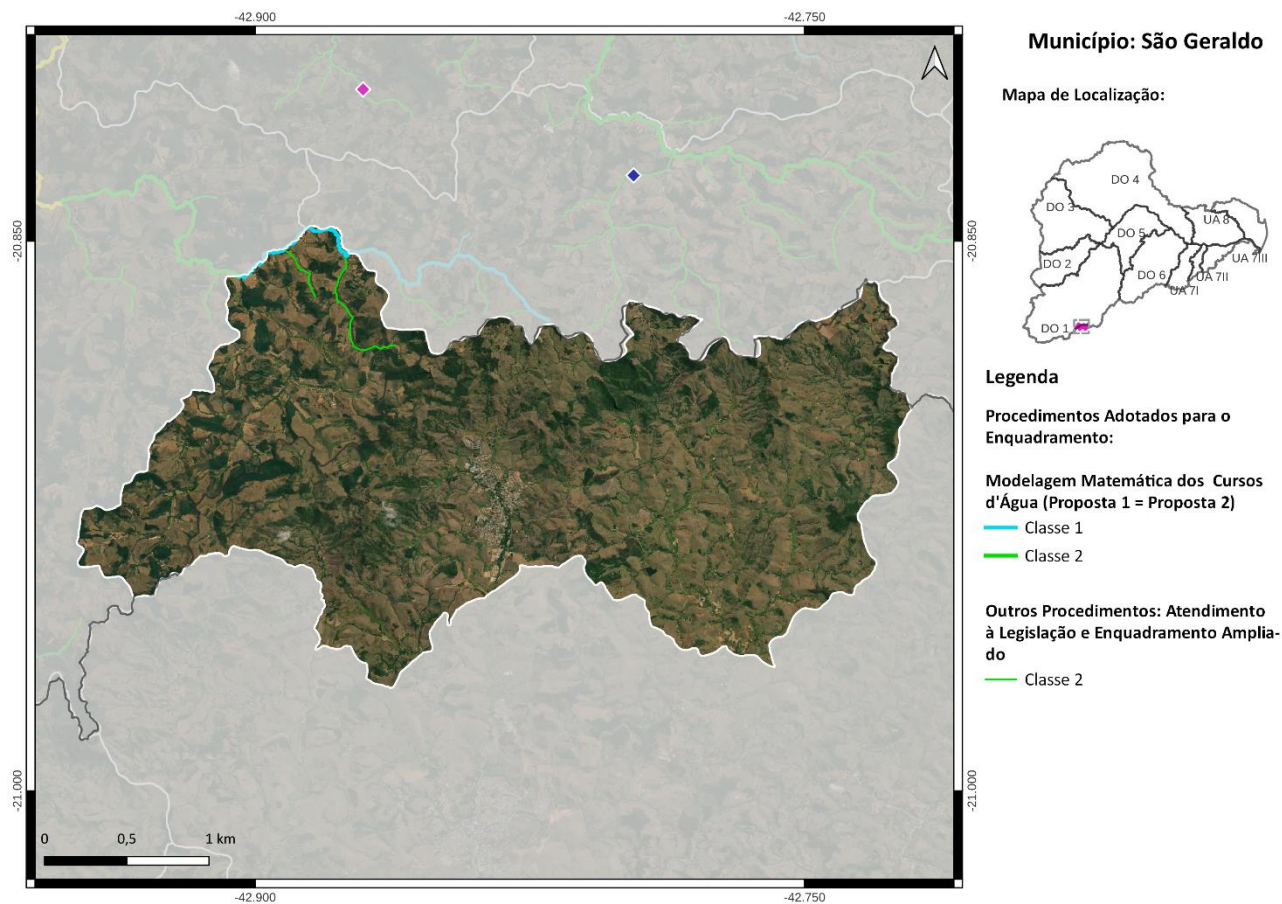 -42.900
-42.750
Município: São Geraldo
Mapa de Localização:
DO 4
DO 3
UA 8
DO 5
UA 7III
DO 2
DO 6
UA 7II
UA 7I
DO 1
-20.850
-20.850
Legenda
Procedimentos Adotados para o
Enquadramento:
Modelagem Matemática dos Cursos
d'Água (Proposta 1 = Proposta 2)
Classe 1
Classe 2
Outros Procedimentos: Atendimento
à Legislação e Enquadramento Amplia-
do
Classe 2
-21.000
-21.000
0 0,5 1 km
-42.900
-42.750